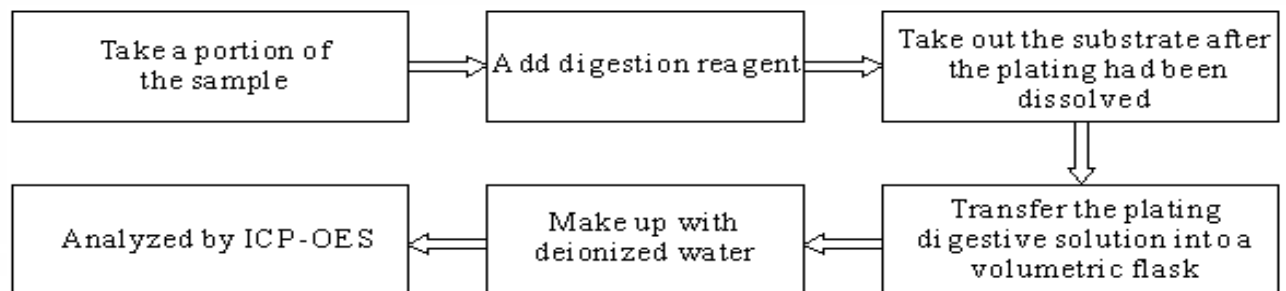 Take a portion of
the sample
Add digestion reagent
Take out the substrate after
the plating had been
dissolved
Transfer the plating
digestive solution into a
volumetric flask
Make up with
deionized water
Analyzed by ICP-OES